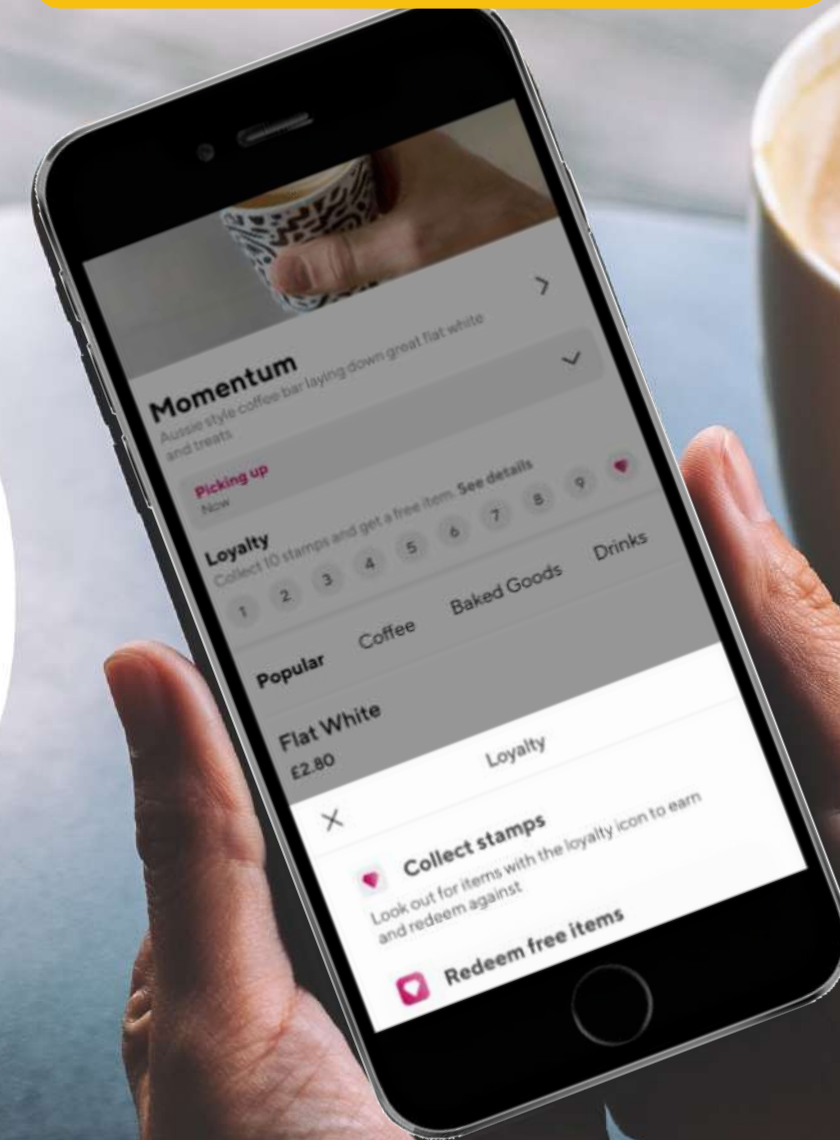 Momentum
Aussie style coffee bar laying down great flat white
and treats
Picking up
Now
Loyalty
Collect 10 stamps and get a free item. See details
1 2 3 4 5 6 7 8 9
Popular Coffee Baked Goods Drinks
Flat White
£2.80
Loyalty
Collect stamps
Look out for items with the loyalty icon to earn
and redeem against
Redeem free items